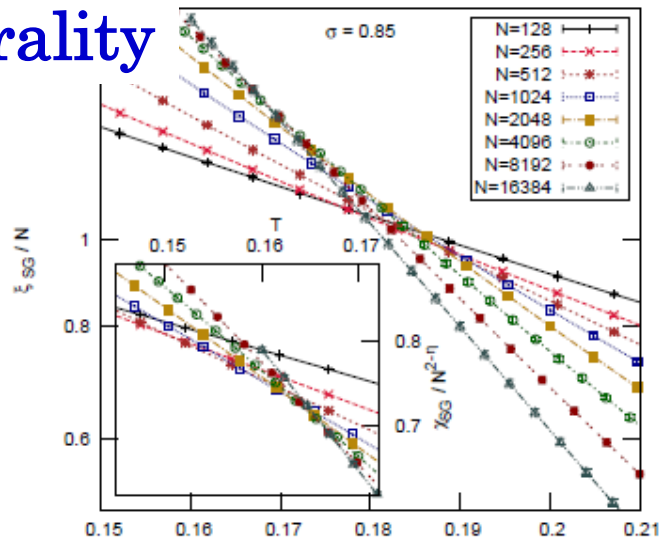 rality
σ = 0.85
N=128
N=256
N=512
N=1024
N=2048
N=4096
N=8192
N=16384
ξ SG / N
1
0.8
0.6
T
0.15 0.16 0.17
0.8
0.7
χSG / N^2-η
0.15 0.16 0.17 0.18 0.19 0.2 0.21